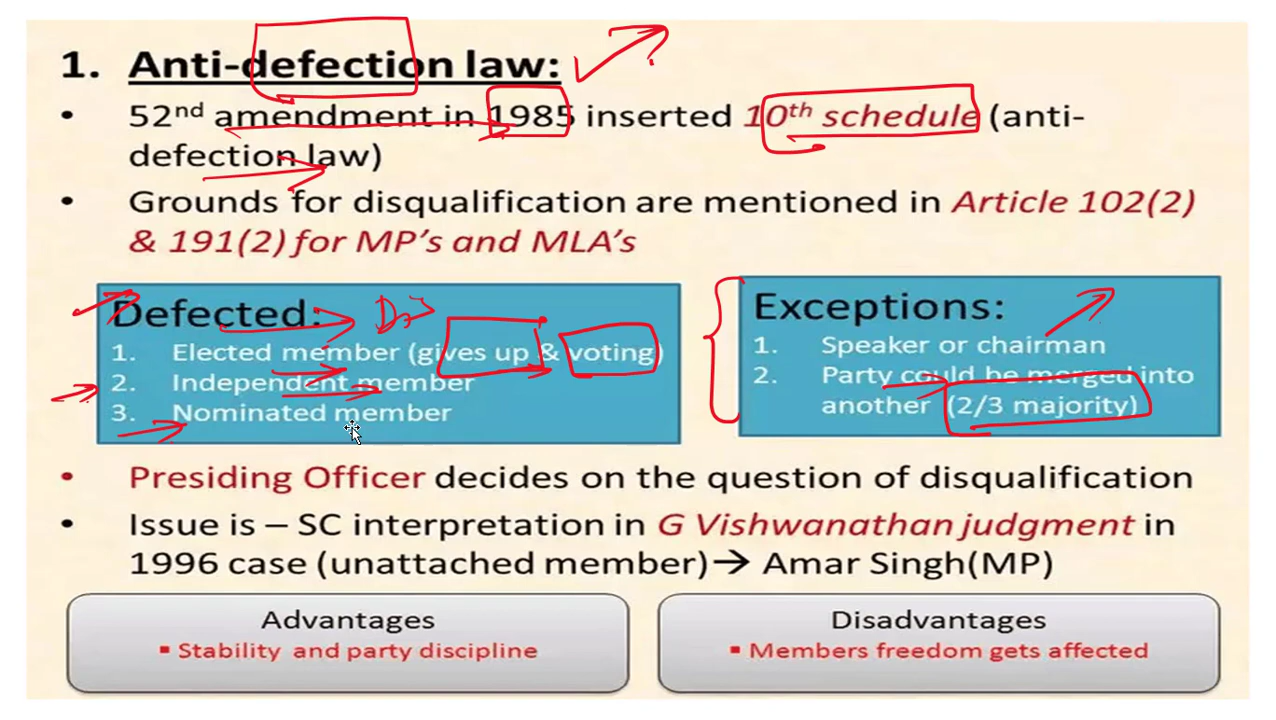 1. Anti-defection law:
?
• 52nd amendment in 1985 inserted 10th schedule (anti-
defection law)
• Grounds for disqualification are mentioned in Article 102(2)
& 191(2) for MP's and MLA's
Defected:
1. Elected member (gives up & voting)
2. Independent member
3. Nominated member
Exceptions:
1. Speaker or chairman
2. Party could be merged into
another (2/3 majority)
• Presiding Officer decides on the question of disqualification
• Issue is – SC interpretation in G Vishwanathan judgment in
1996 case (unattached member)→ Amar Singh(MP)
Advantages
▪ Stability and party discipline
Disadvantages
▪ Members freedom gets affected